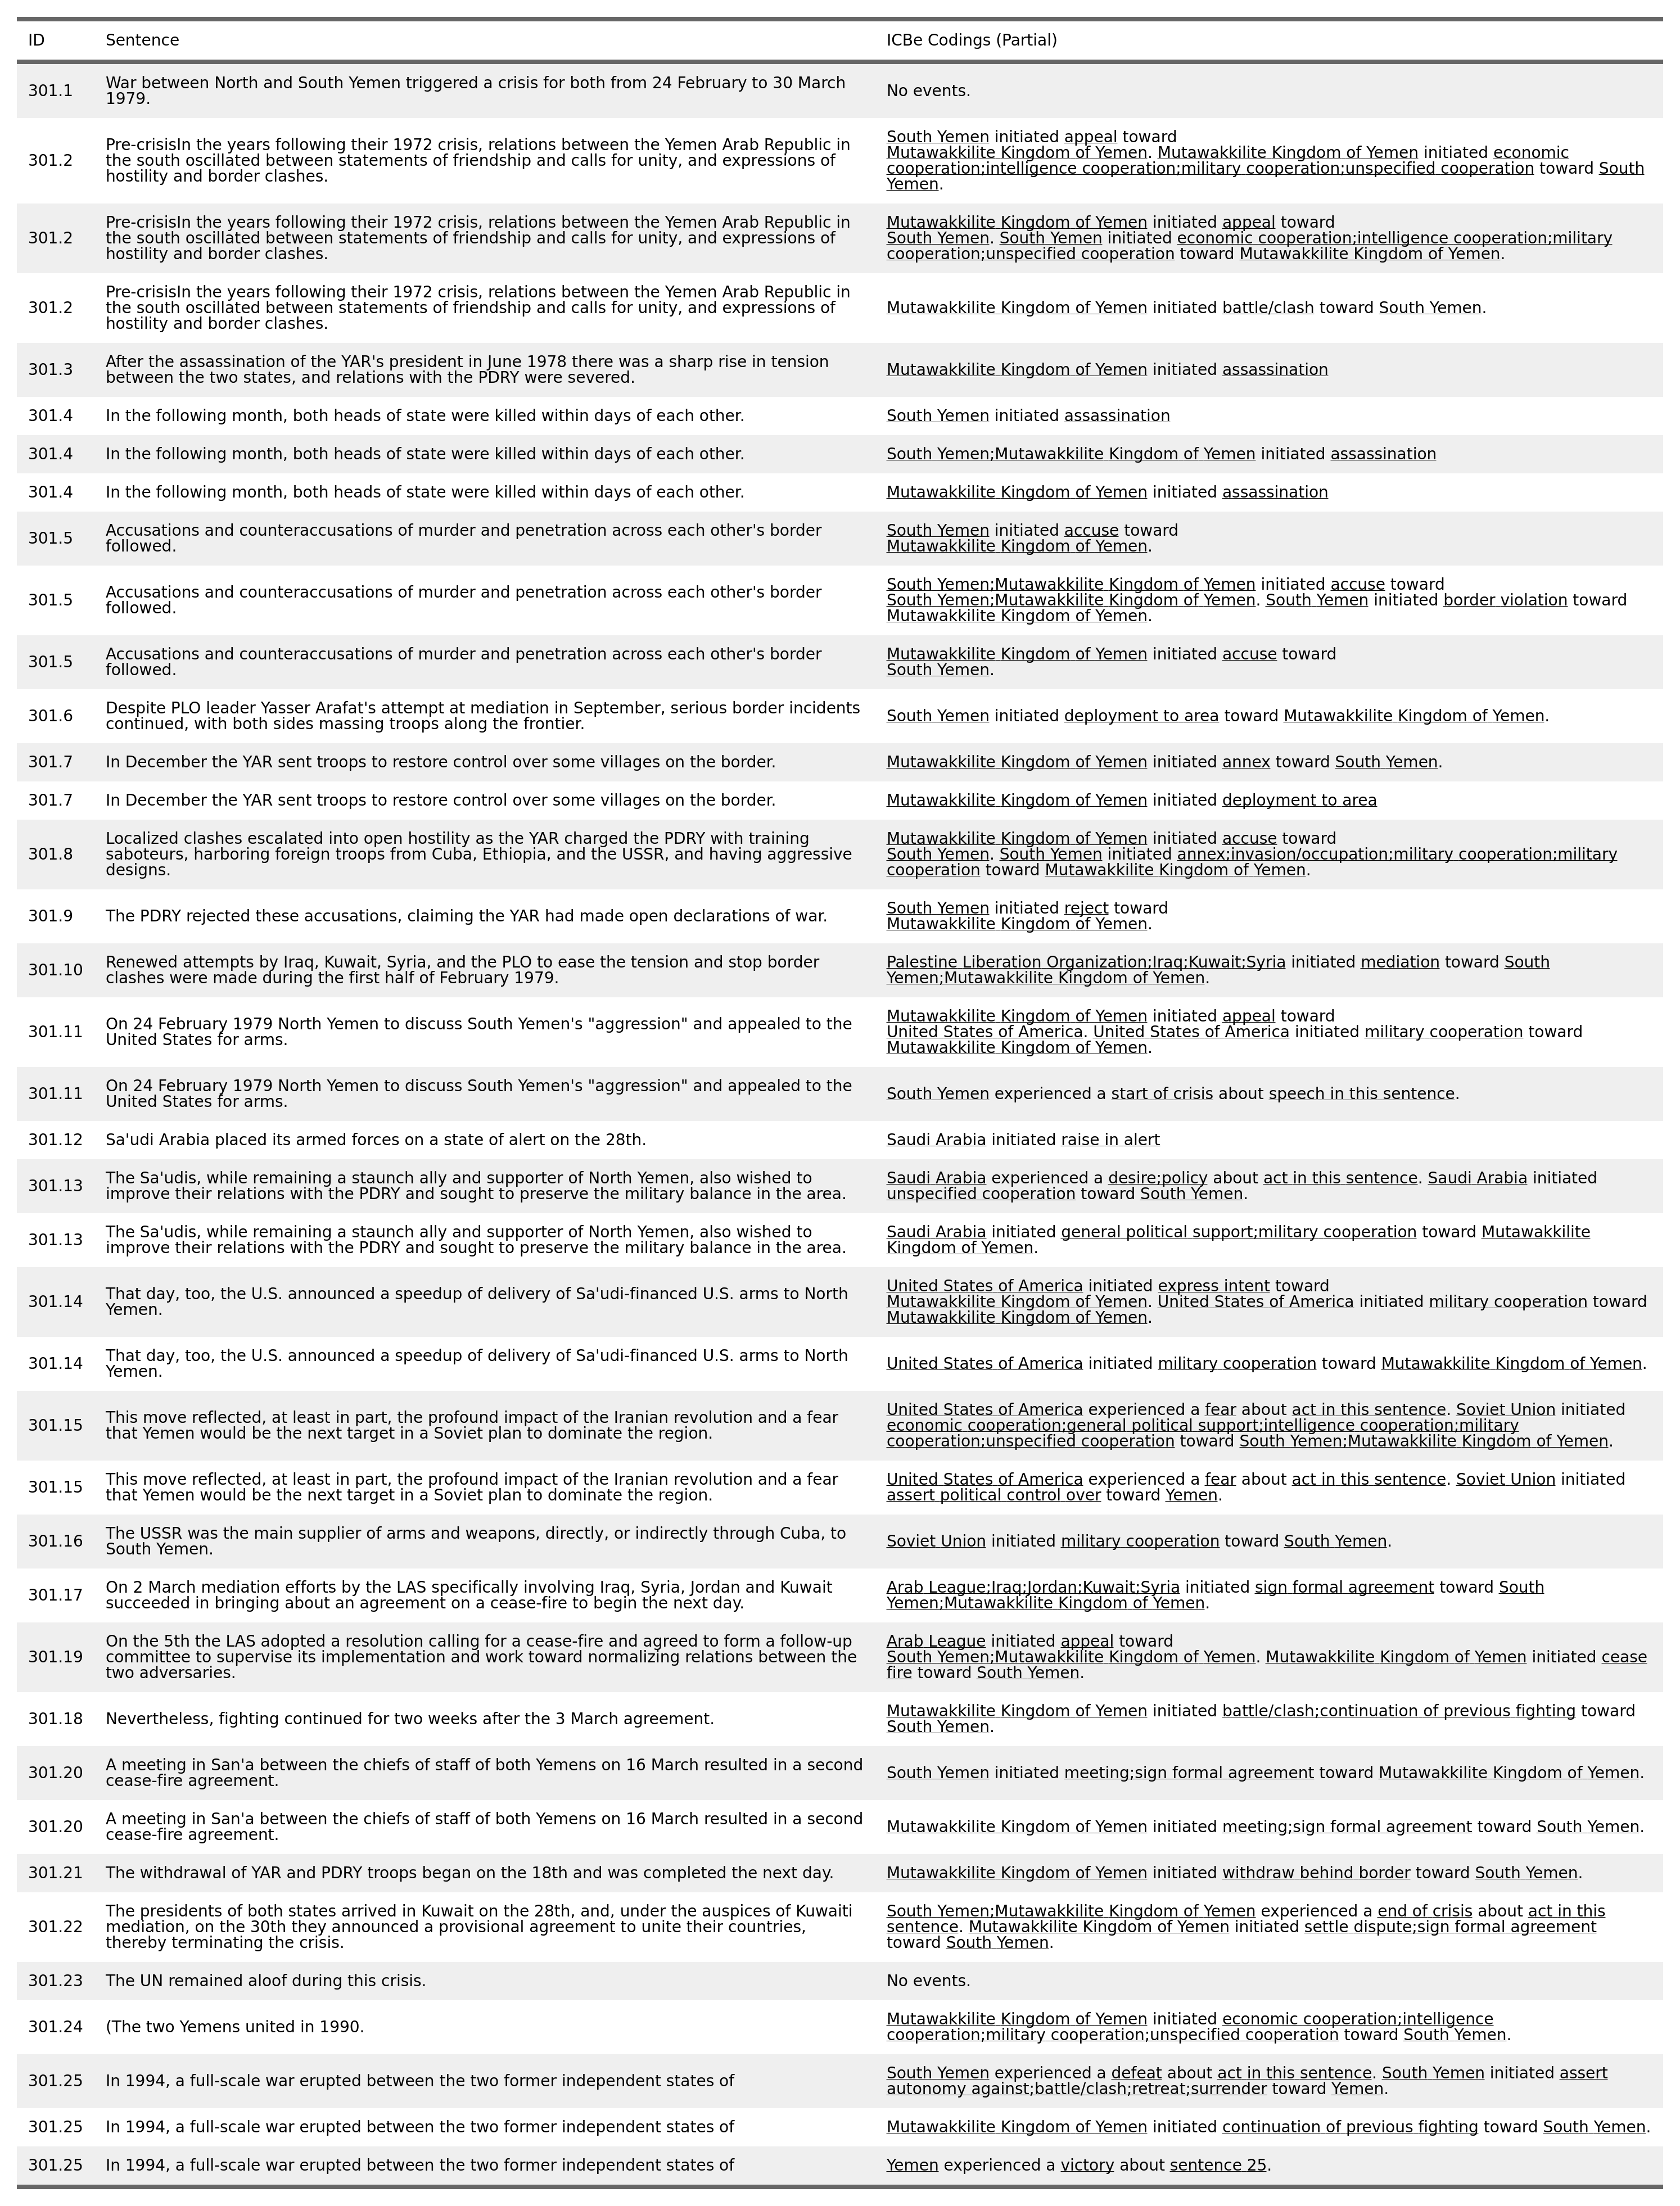 ID Sentence ICBe Codings (Partial)
301.1 War between North and South Yemen triggered a crisis for both from 24 February to 30 March
1979. No events.
301.2 Pre-crisisIn the years following their 1972 crisis, relations between the Yemen Arab Republic in
the south oscillated between statements of friendship and calls for unity, and expressions of
hostility and border clashes.
South Yemen initiated appeal toward
Mutawakkilite Kingdom of Yemen. Mutawakkilite Kingdom of Yemen initiated economic
cooperation;intelligence cooperation;military cooperation;unspecified cooperation toward South
Yemen.
301.2 Pre-crisisIn the years following their 1972 crisis, relations between the Yemen Arab Republic in
the south oscillated between statements of friendship and calls for unity, and expressions of
hostility and border clashes.
Mutawakkilite Kingdom of Yemen initiated appeal toward
South Yemen. South Yemen initiated economic cooperation;intelligence cooperation;military
cooperation;unspecified cooperation toward Mutawakkilite Kingdom of Yemen.
301.2 Pre-crisisIn the years following their 1972 crisis, relations between the Yemen Arab Republic in
the south oscillated between statements of friendship and calls for unity, and expressions of
hostility and border clashes.
Mutawakkilite Kingdom of Yemen initiated battle/clash toward South Yemen.
301.3 After the assassination of the YAR's president in June 1978 there was a sharp rise in tension
between the two states, and relations with the PDRY were severed.
Mutawakkilite Kingdom of Yemen initiated assassination
301.4 In the following month, both heads of state were killed within days of each other. South Yemen initiated assassination
301.4 In the following month, both heads of state were killed within days of each other. South Yemen;Mutawakkilite Kingdom of Yemen initiated assassination
301.4 In the following month, both heads of state were killed within days of each other. Mutawakkilite Kingdom of Yemen initiated assassination
301.5 Accusations and counteraccusations of murder and penetration across each other's border
followed.
South Yemen initiated accuse toward
Mutawakkilite Kingdom of Yemen.
301.5 Accusations and counteraccusations of murder and penetration across each other's border
followed.
South Yemen;Mutawakkilite Kingdom of Yemen initiated accuse toward
South Yemen;Mutawakkilite Kingdom of Yemen. South Yemen initiated border violation toward
Mutawakkilite Kingdom of Yemen.
301.5 Accusations and counteraccusations of murder and penetration across each other's border
followed.
Mutawakkilite Kingdom of Yemen initiated accuse toward
South Yemen.
301.6 Despite PLO leader Yasser Arafat's attempt at mediation in September, serious border incidents
continued, with both sides massing troops along the frontier.
South Yemen initiated deployment to area toward Mutawakkilite Kingdom of Yemen.
301.7 In December the YAR sent troops to restore control over some villages on the border. Mutawakkilite Kingdom of Yemen initiated annex toward South Yemen.
301.7 In December the YAR sent troops to restore control over some villages on the border. Mutawakkilite Kingdom of Yemen initiated deployment to area
301.8 Localized clashes escalated into open hostility as the YAR charged the PDRY with training
saboteurs, harboring foreign troops from Cuba, Ethiopia, and the USSR, and having aggressive
designs.
Mutawakkilite Kingdom of Yemen initiated accuse toward
South Yemen. South Yemen initiated annex;invasion/occupation;military cooperation;military
cooperation toward Mutawakkilite Kingdom of Yemen.
301.9 The PDRY rejected these accusations, claiming the YAR had made open declarations of war.
South Yemen initiated reject toward
Mutawakkilite Kingdom of Yemen.
301.10 Renewed attempts by Iraq, Kuwait, Syria, and the PLO to ease the tension and stop border
clashes were made during the first half of February 1979.
Palestine Liberation Organization;Iraq;Kuwait;Syria initiated mediation toward South
Yemen;Mutawakkilite Kingdom of Yemen.
301.11 On 24 February 1979 North Yemen to discuss South Yemen's "aggression" and appealed to the
United States for arms.
Mutawakkilite Kingdom of Yemen initiated appeal toward
United States of America. United States of America initiated military cooperation toward
Mutawakkilite Kingdom of Yemen.
301.11 On 24 February 1979 North Yemen to discuss South Yemen's "aggression" and appealed to the
United States for arms.
South Yemen experienced a start of crisis about speech in this sentence.
301.12 Sa'udi Arabia placed its armed forces on a state of alert on the 28th. Saudi Arabia initiated raise in alert
301.13 The Sa'udis, while remaining a staunch ally and supporter of North Yemen, also wished to
improve their relations with the PDRY and sought to preserve the military balance in the area.
Saudi Arabia experienced a desire;policy about act in this sentence. Saudi Arabia initiated
unspecified cooperation toward South Yemen.
301.13 The Sa'udis, while remaining a staunch ally and supporter of North Yemen, also wished to
improve their relations with the PDRY and sought to preserve the military balance in the area.
Saudi Arabia initiated general political support;military cooperation toward Mutawakkilite
Kingdom of Yemen.
301.14 That day, too, the U.S. announced a speedup of delivery of Sa'udi-financed U.S. arms to North
Yemen.
United States of America initiated express intent toward
Mutawakkilite Kingdom of Yemen. United States of America initiated military cooperation toward
Mutawakkilite Kingdom of Yemen.
301.14 That day, too, the U.S. announced a speedup of delivery of Sa'udi-financed U.S. arms to North
Yemen.
United States of America initiated military cooperation toward Mutawakkilite Kingdom of Yemen.
301.15 This move reflected, at least in part, the profound impact of the Iranian revolution and a fear
that Yemen would be the next target in a Soviet plan to dominate the region.
United States of America experienced a fear about act in this sentence. Soviet Union initiated
economic cooperation;general political support;intelligence cooperation;military
cooperation;unspecified cooperation toward South Yemen;Mutawakkilite Kingdom of Yemen.
301.15 This move reflected, at least in part, the profound impact of the Iranian revolution and a fear
that Yemen would be the next target in a Soviet plan to dominate the region.
United States of America experienced a fear about act in this sentence. Soviet Union initiated
assert political control over toward Yemen.
301.16 The USSR was the main supplier of arms and weapons, directly, or indirectly through Cuba, to
South Yemen.
Soviet Union initiated military cooperation toward South Yemen.
301.17 On 2 March mediation efforts by the LAS specifically involving Iraq, Syria, Jordan and Kuwait
succeeded in bringing about an agreement on a cease-fire to begin the next day.
Arab League;Iraq;Jordan;Kuwait;Syria initiated sign formal agreement toward South
Yemen;Mutawakkilite Kingdom of Yemen.
301.19 On the 5th the LAS adopted a resolution calling for a cease-fire and agreed to form a follow-up
committee to supervise its implementation and work toward normalizing relations between the
two adversaries.
Arab League initiated appeal toward
South Yemen;Mutawakkilite Kingdom of Yemen. Mutawakkilite Kingdom of Yemen initiated cease
fire toward South Yemen.
301.18 Nevertheless, fighting continued for two weeks after the 3 March agreement.
Mutawakkilite Kingdom of Yemen initiated battle/clash;continuation of previous fighting toward
South Yemen.
301.20 A meeting in San'a between the chiefs of staff of both Yemens on 16 March resulted in a second
cease-fire agreement.
South Yemen initiated meeting;sign formal agreement toward Mutawakkilite Kingdom of Yemen.
301.20 A meeting in San'a between the chiefs of staff of both Yemens on 16 March resulted in a second
cease-fire agreement.
Mutawakkilite Kingdom of Yemen initiated meeting;sign formal agreement toward South Yemen.
301.21 The withdrawal of YAR and PDRY troops began on the 18th and was completed the next day. Mutawakkilite Kingdom of Yemen initiated withdraw behind border toward South Yemen.
301.22 The presidents of both states arrived in Kuwait on the 28th, and, under the auspices of Kuwaiti
mediation, on the 30th they announced a provisional agreement to unite their countries,
thereby terminating the crisis.
South Yemen;Mutawakkilite Kingdom of Yemen experienced a end of crisis about act in this
sentence. Mutawakkilite Kingdom of Yemen initiated settle dispute;sign formal agreement
toward South Yemen.
301.23 The UN remained aloof during this crisis. No events.
301.24 (The two Yemens united in 1990.
Mutawakkilite Kingdom of Yemen initiated economic cooperation;intelligence
cooperation;military cooperation;unspecified cooperation toward South Yemen.
301.25 In 1994, a full-scale war erupted between the two former independent states of
South Yemen experienced a defeat about act in this sentence. South Yemen initiated assert
autonomy against;battle/clash;retreat;surrender toward Yemen.
301.25 In 1994, a full-scale war erupted between the two former independent states of Mutawakkilite Kingdom of Yemen initiated continuation of previous fighting toward South Yemen.
301.25 In 1994, a full-scale war erupted between the two former independent states of Yemen experienced a victory about sentence 25.